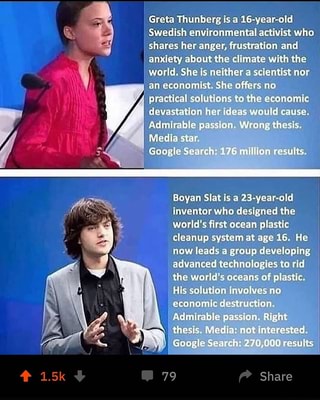 Greta Thunberg is a 16-year-old
Swedish environmental activist who
shares her anger, frustration and
anxiety about the climate with the
world. She is neither a scientist nor
an economist. She offers no
practical solutions to the economic
devastation her ideas would cause.
Admirable passion. Wrong thesis.
Media star.
Google Search: 176 million results.
Boyan Slat is a 23-year-old
inventor who designed the
world's first ocean plastic
cleanup system at age 16. He
now leads a group developing
advanced technologies to rid
the world's oceans of plastic.
His solution involves no
economic destruction.
Admirable passion. Right
thesis. Media: not interested.
Google Search: 270,000 results
1.5k 79 Share